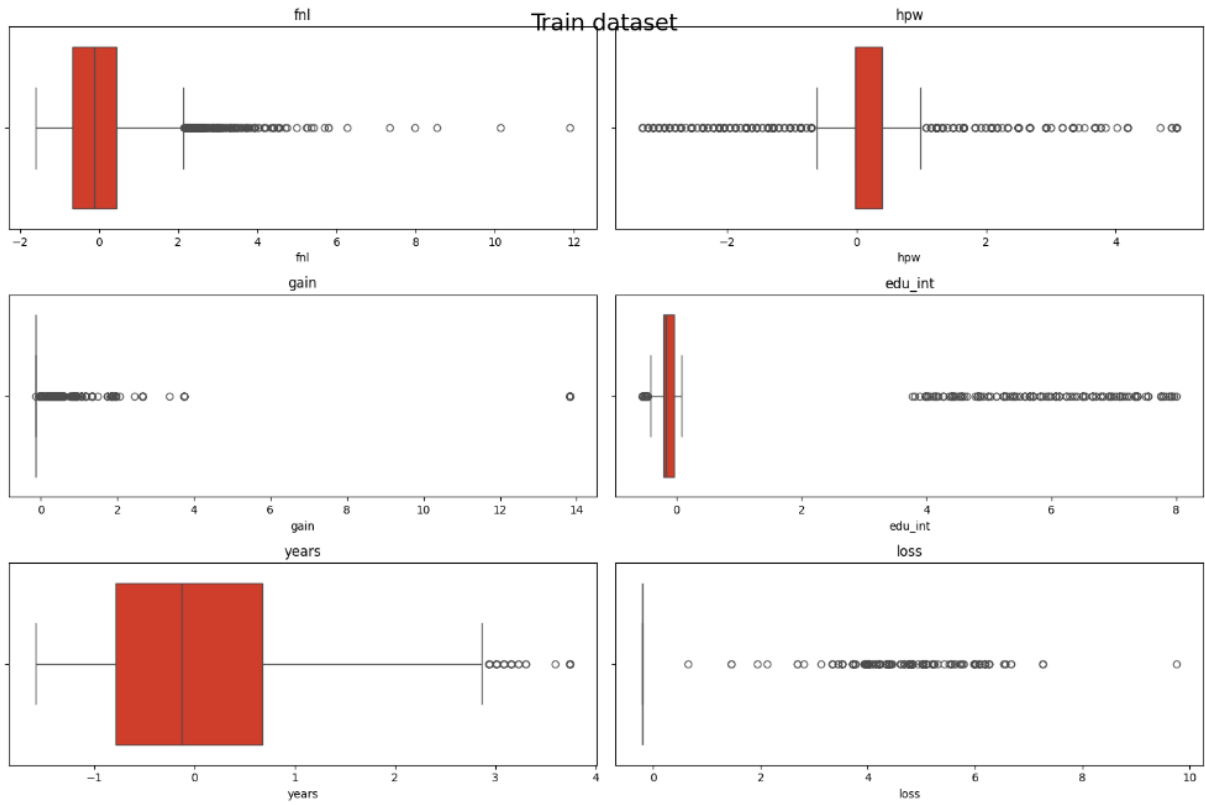 Train dataset
fnl
hpw
−2 0 2 4 6 8 10 12
−2 0 2 4
fnl
hpw
gain
edu_int
0 2 4 6 8 10 12 14
0 2 4 6 8
gain
edu_int
years
loss
−1 0 1 2 3 4
0 2 4 6 8 10
years
loss